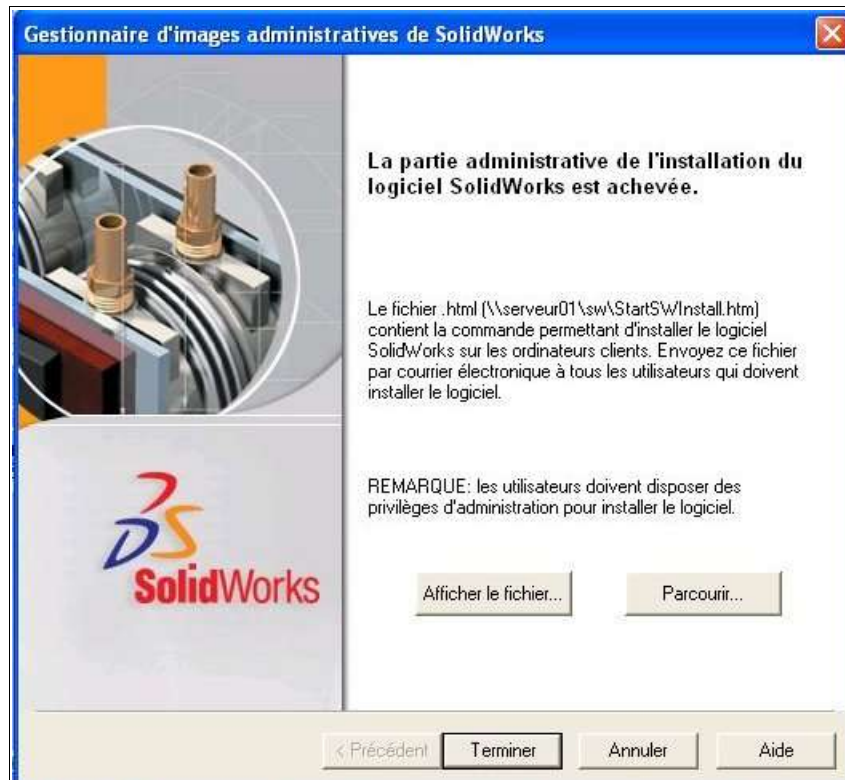 Gestionnaire d'images administratives de SolidWorks
La partie administrative de l'installation du
logiciel SolidWorks est achevée.
Le fichier .html (\\serveur01\sw\StartSWInstall.htm)
contient la commande permettant d'installer le logiciel
SolidWorks sur les ordinateurs clients. Envoyez ce fichier
par courrier électronique à tous les utilisateurs qui doivent
installer le logiciel.
REMARQUE: les utilisateurs doivent disposer des
privilèges d'administration pour installer le logiciel.
DS
SolidWorks
Afficher le fichier...
Parcourir...
< Précédent
Terminer
Annuler
Aide